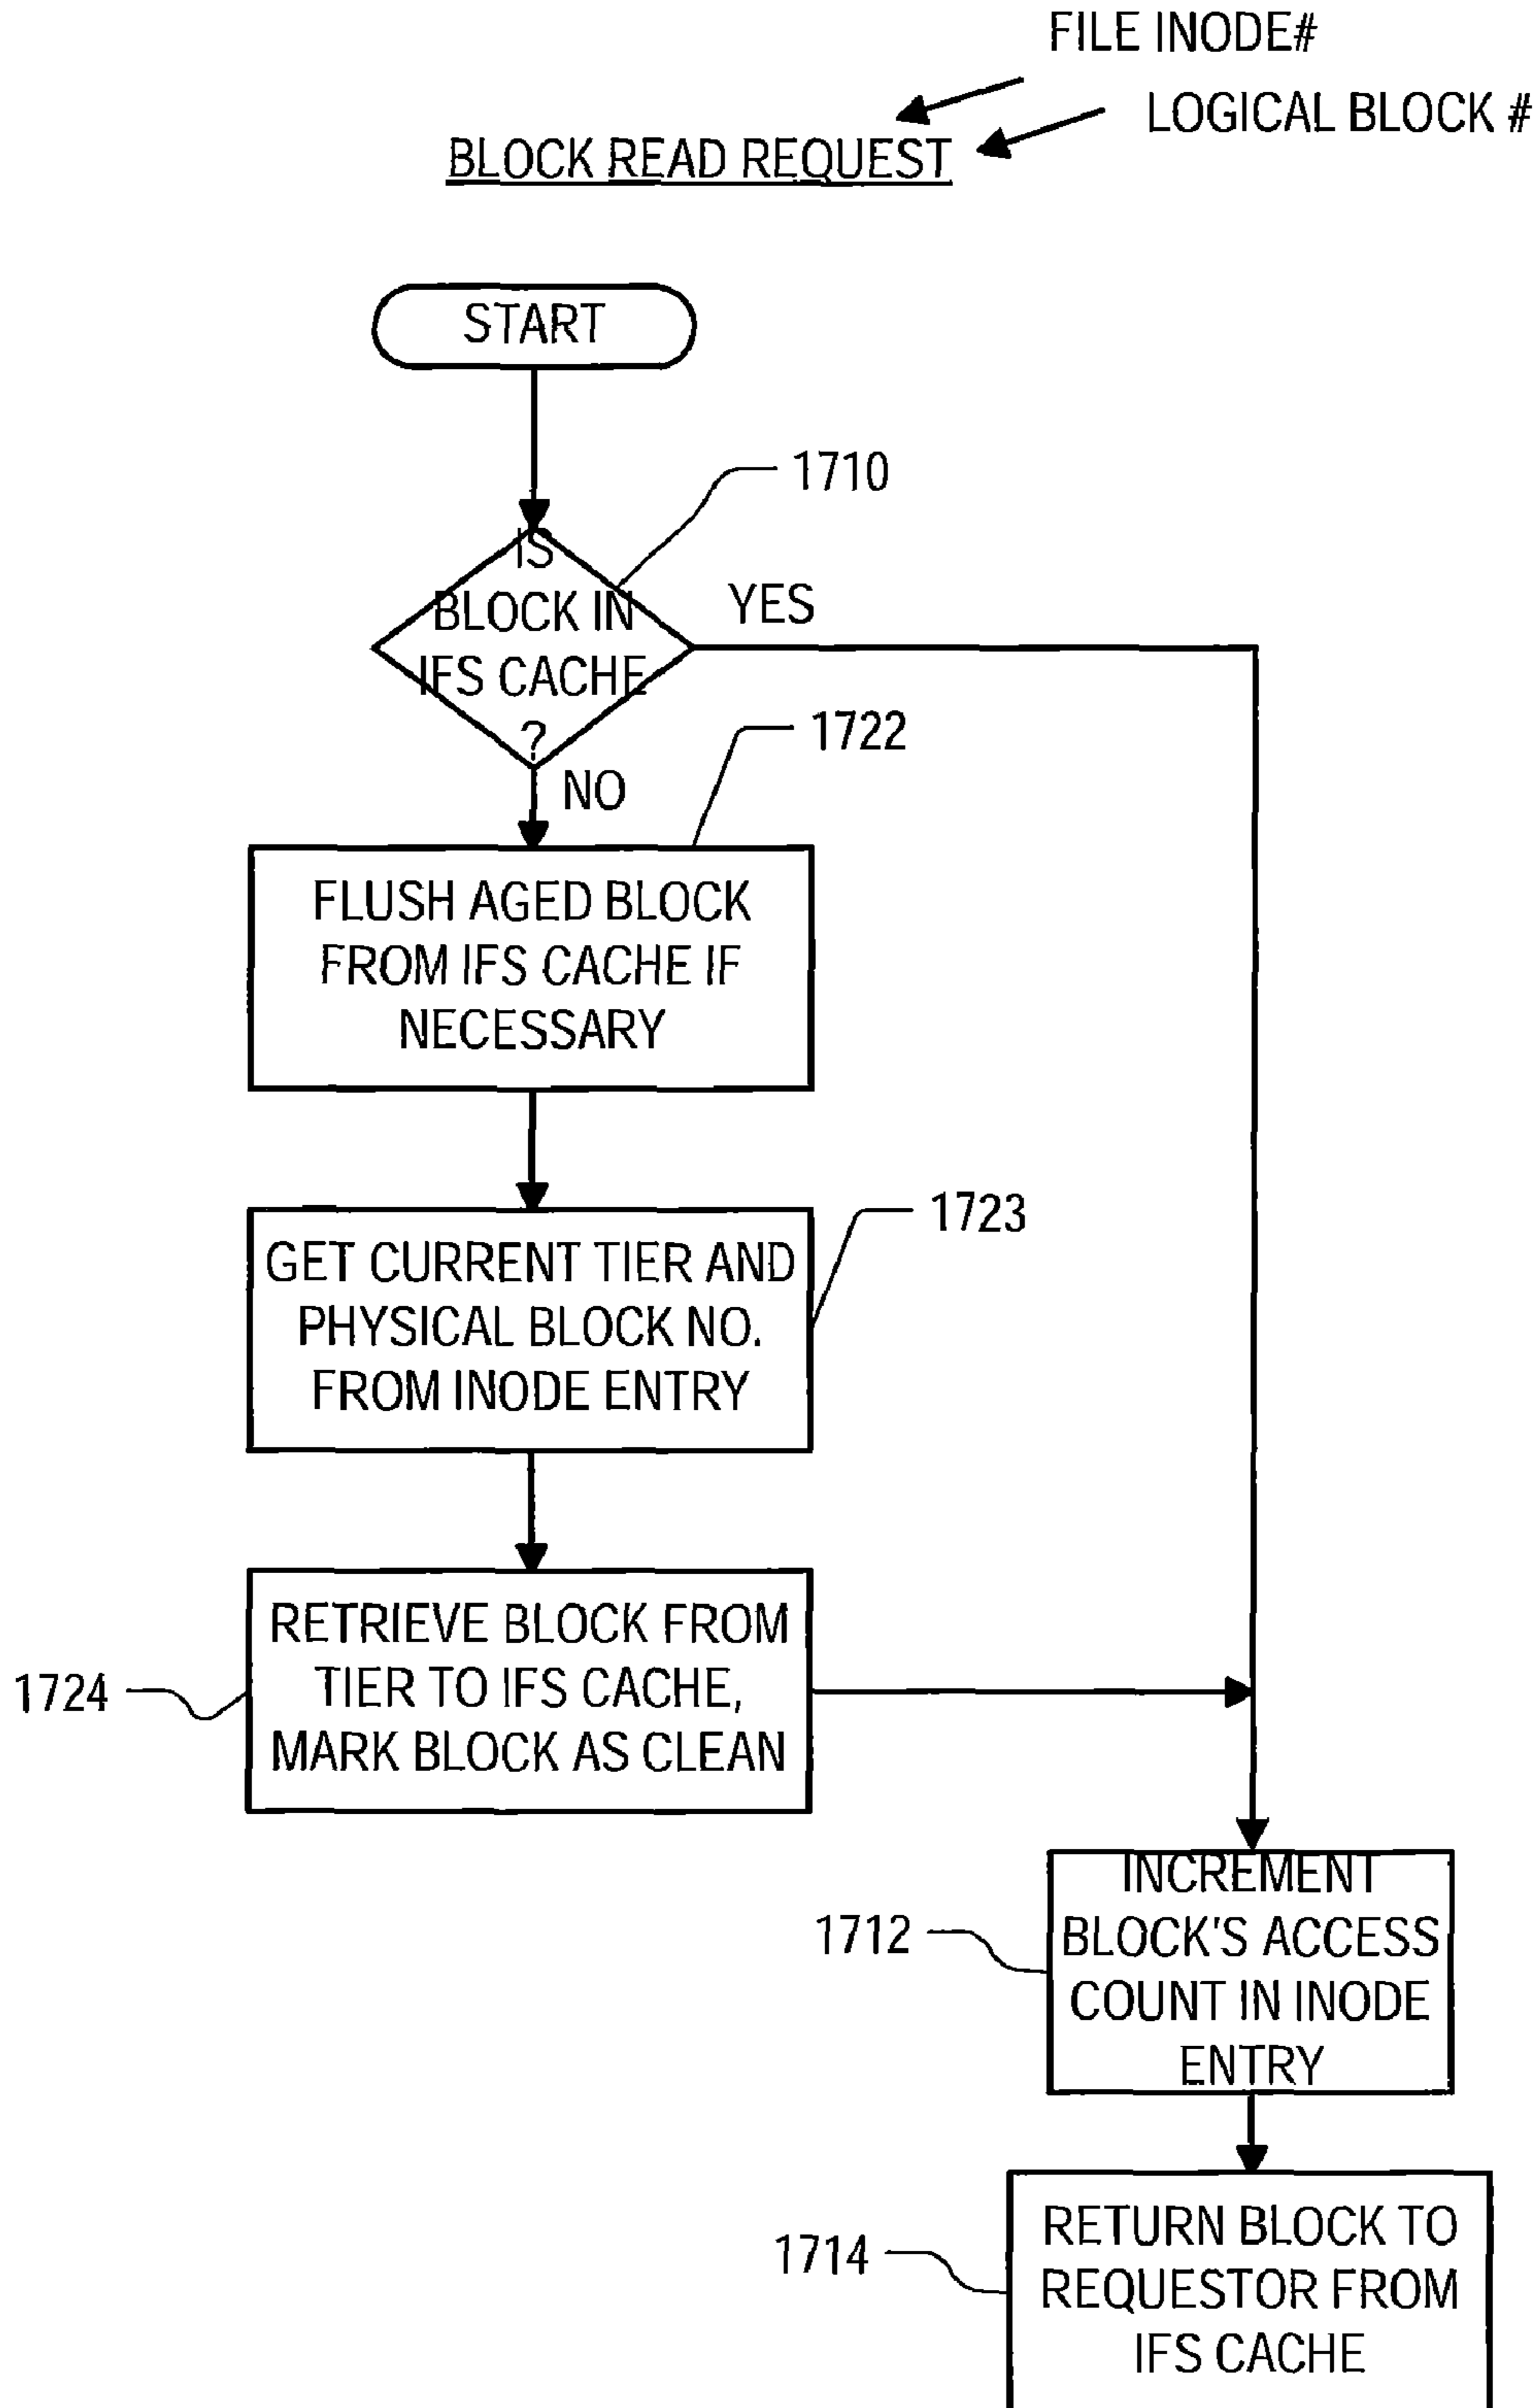 FILE INODE#
LOGICAL BLOCK #
BLOCK READ REQUEST
START
1710
IS
BLOCK IN
IFS CACHE
?
YES
1722
NO
FLUSH AGED BLOCK
FROM IFS CACHE IF
NECESSARY
1723
GET CURRENT TIER AND
PHYSICAL BLOCK NO.
FROM INODE ENTRY
1724
RETRIEVE BLOCK FROM
TIER TO IFS CACHE,
MARK BLOCK AS CLEAN
1712
INCREMENT
BLOCK'S ACCESS
COUNT IN INODE
ENTRY
1714
RETURN BLOCK TO
REQUESTOR FROM
IFS CACHE